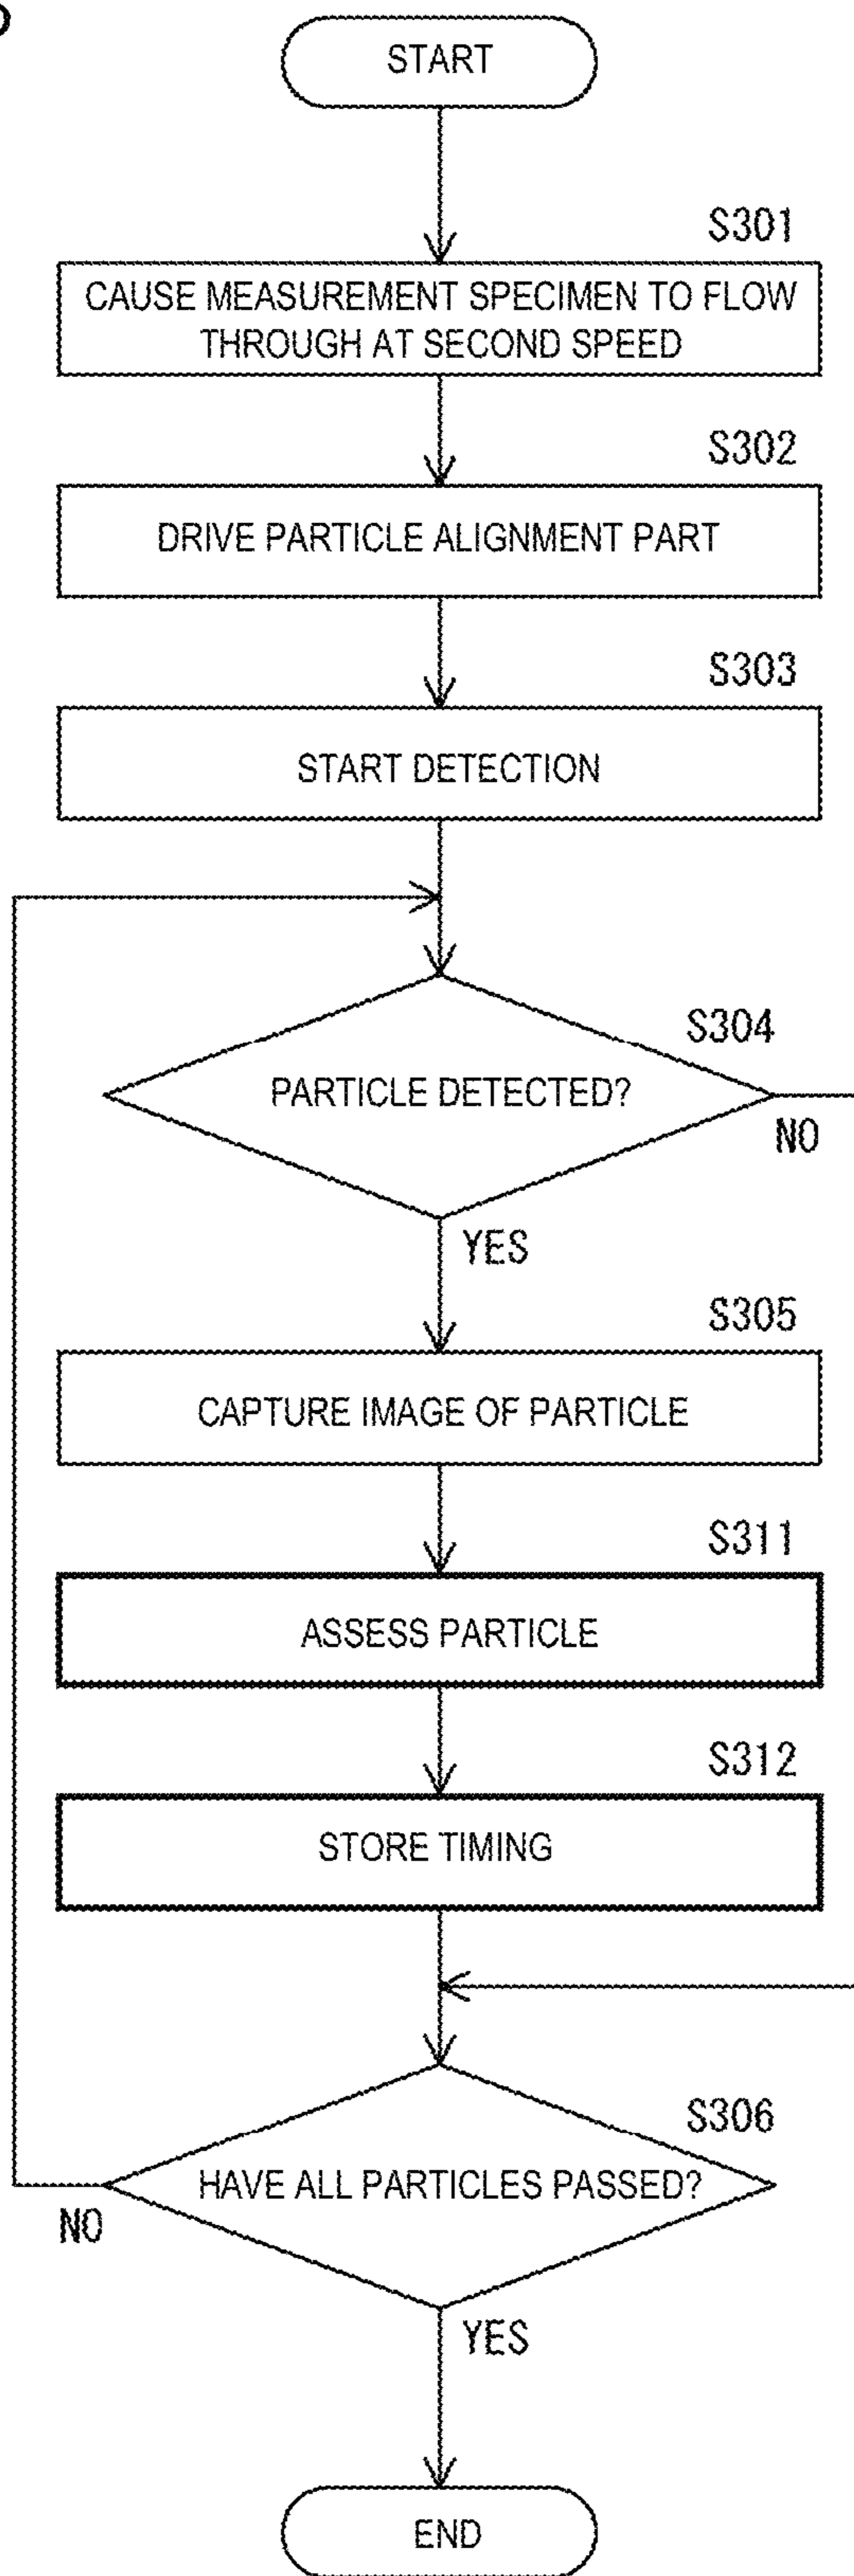 START
S301
CAUSE MEASUREMENT SPECIMEN TO FLOW
THROUGH AT SECOND SPEED
S302
DRIVE PARTICLE ALIGNMENT PART
S303
START DETECTION
S304
PARTICLE DETECTED?
NO
YES
S305
CAPTURE IMAGE OF PARTICLE
S311
ASSESS PARTICLE
S312
STORE TIMING
S306
HAVE ALL PARTICLES PASSED?
NO
YES
END